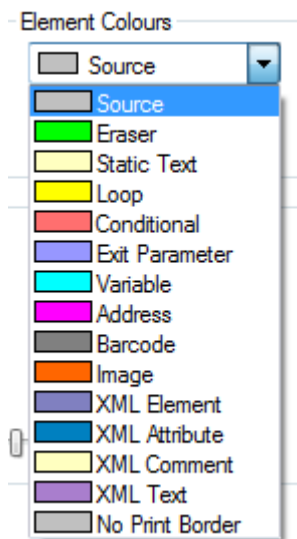 Element Colours
Source
Source
Eraser
Static Text
Loop
Conditional
Exit Parameter
Variable
Address
Barcode
Image
XML Element
XML Attribute
XML Comment
XML Text
No Print Border